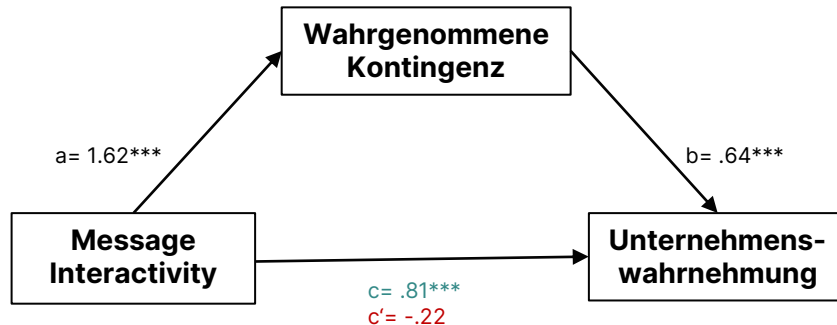 Wahrgenommene
Kontingenz
a= 1.62***
b= .64***
Message
Interactivity
Unternehmens-
wahrnehmung
c= .81***
c‘= -.22